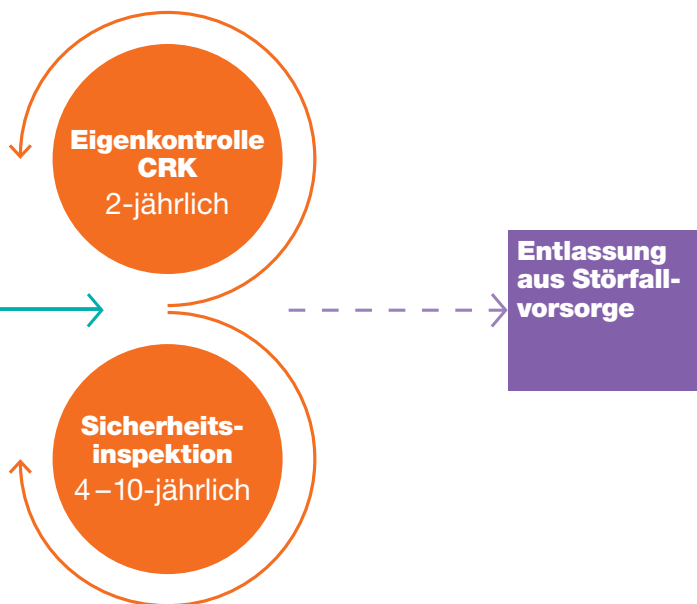 Eigenkontrolle
CRK
2-jährlich
Entlassung
aus Störfall-
vorsorge
Sicherheits-
inspektion
4–10-jährlich